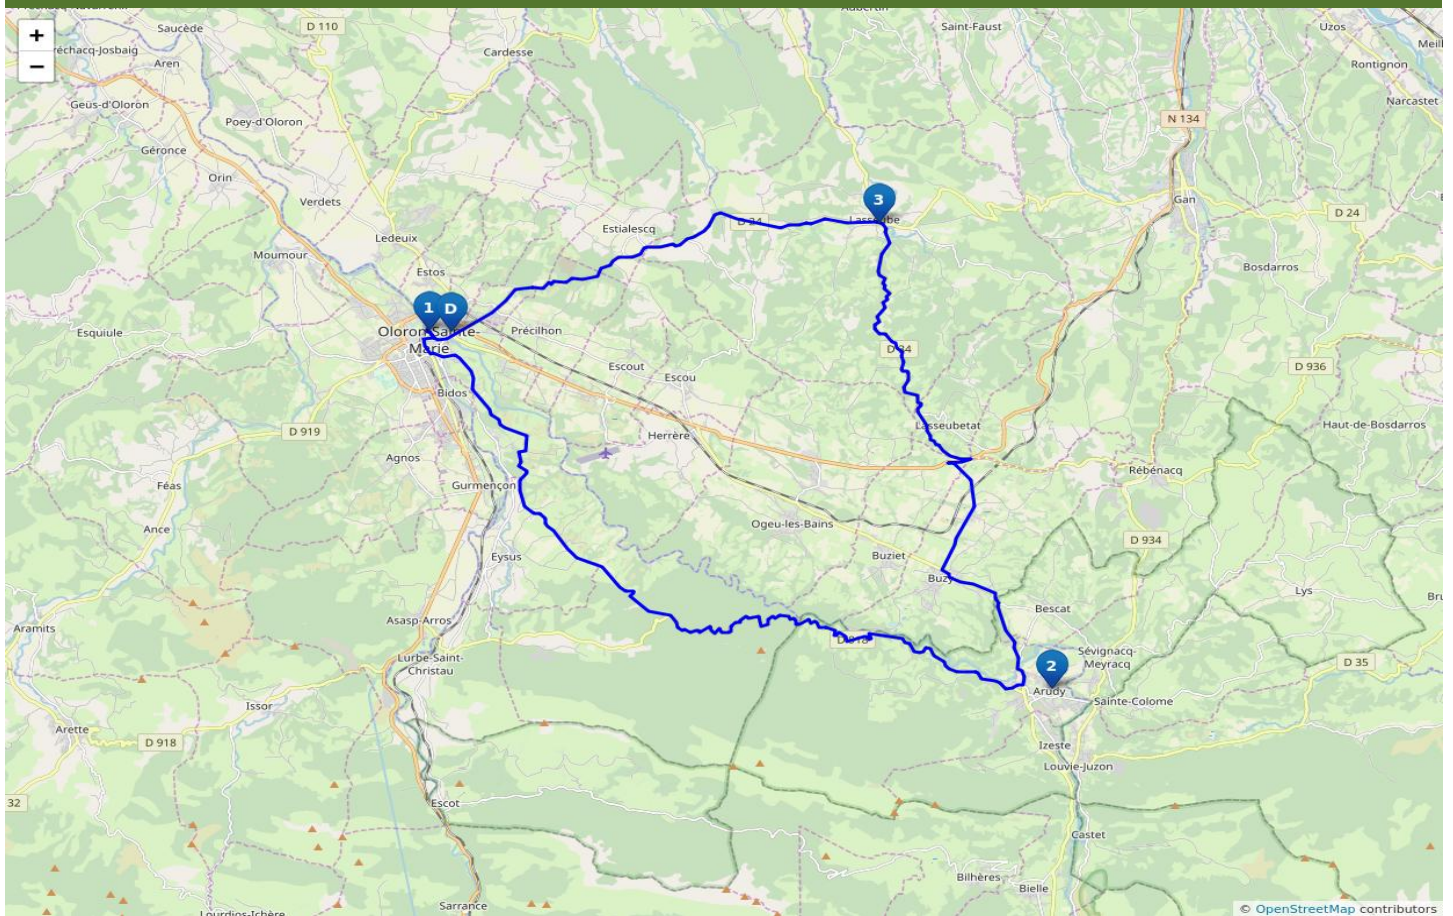 +
−
Saucède
D 110
Cardesse
Aubertin
Saint-Faust
Uzos
Aren
Rontignon
Geüs-d'Oloron
Poey-d'Oloron
Narcastet
N 134
Géronce
Orin
Verdets
3
Gan
D 24
Lasseube
D 24
Ledeuix
Estialescq
Moumour
Estos
Bosdarros
1
D
Esquiule
Oloron-Sainte-
Marie
Précilhon
D 34
Escout
Escou
D 936
Bidos
Lasseubetat
Haut-de-Bosdarros
D 919
Herrère
Agnos
Rébénacq
Féas
Gurmençon
Ance
Ogeu-les-Bains
D 934
Eysus
Buziet
Buzy
Lys
Bescat
Aramits
Asasp-Arros
D 918
Sévignacq-
Meyracq
Lurbe-Saint-
Christau
2
D 35
Arudy
Sainte-Colome
Issor
Arette
D 918
Izeste
Louvie-Juzon
32
Escot
Castet
Bilhères
Bielle
Sarrance
Lourdios-Ichère
© OpenStreetMap contributors